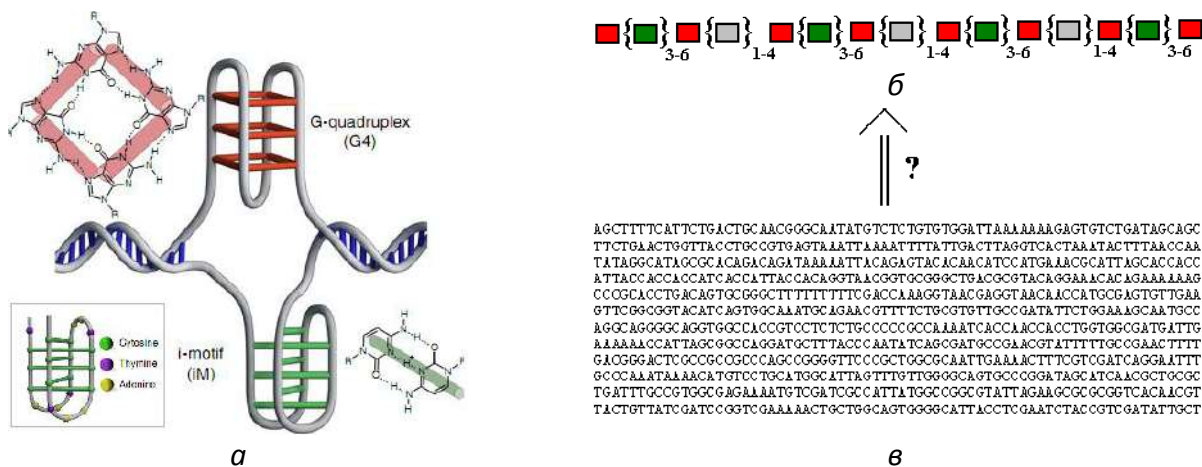 G-quadruplex
(G4)
i-motif
(iM)
Cytosine
Thymine
Adenine
а
{ } 3-6 { } 1-4 { } 3-6 { } 1-4 { } 3-6 { } 1-4 { } 3-6
б
?
AGCTTTTCATTCTGACTGCAACGGGCAATATGTCTCTGTGTGGATTAAAAAAAGAGTGTCTGATAGCAGC
TTCTGAACTGGTTACCTGCCGTGAGTAAATTAAAATTTTATTGACTTAGGTCACTAAATACTTTAACCAA
TATAGGCATAGCGCACAGACAGATAAAAATTACAGAGTACACAACATCCATGAAACGCATTAGCACCACC
ATTACCACCACCATCACCATTACCACAGGTAACGGTGCGGGCTGACGCGTACAGGAAACACAGAAAAAAG
CCCGCACCTGACAGTGCGGGCTTTTTTTTTCGACCAAAGGTAACGAGGTAACAACCATGCGAGTGTTGAA
GTTCGGCGGTACATCAGTGGCAAATGCAGAACGTTTTCTGCGTGTTGCCGATATTCTGGAAAGCAATGCC
AGGCAGGGGCAGGTGGCCACCGTCCTCTCTGCCCCCGCCAAAATCACCAACCACCTGGTGGCGATGATTG
AAAAAACCATTAGCGGCCAGGATGCTTTACCCAATATCAGCGATGCCGAACGTATTTTTGCCGAACTTTT
GACGGGACTCGCCGCCGCCCAGCCGGGGTTCCCGCTGGCGCAATTGAAAACTTTCGTCGATCAGGAATTT
GCCCAAATAAAACATGTCCTGCATGGCATTAGTTTGTTGGGGCAGTGCCCGGATAGCATCAACGCTGCGC
TGATTTGCCGTGGCGAGAAAATGTCGATCGCCATTATGGCCGGCGTATTAGAAGCGCGCGGTCACAACGT
TACTGTTATCGATCCGGTCGAAAAACTGCTGGCAGTGGGGCATTACCTCGAATCTACCGTCGATATTGCT
в